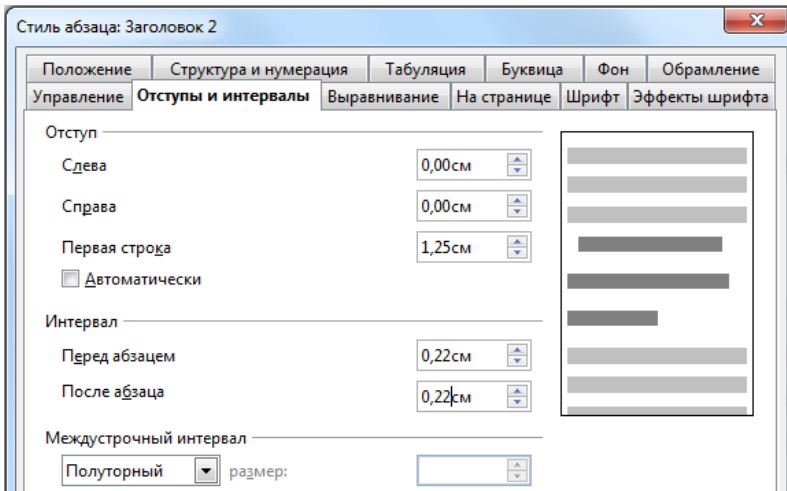 Стиль абзаца: Заголовок 2
Положение Структура и нумерация Табуляция Буквица Фон Обрамление
Управление Отступы и интервалы Выравнивание На странице Шрифт Эффекты шрифта
Отступ
Слева 0,00см
Справа 0,00см
Первая строка 1,25см
Автоматически
Интервал
Перед абзацем 0,22см
После абзаца 0,22см
Междустрочный интервал
Полуторный размер: